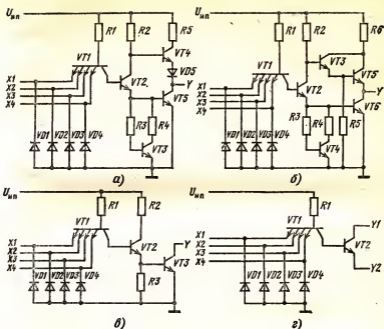 Uип R1 R2 R5
VT4
VT1
VD5
X1
X2
X3
X4
VT2
Y
VT5
R3 R4
VD1 VD2 VD3 VD4
VT3
а)
Uип R1 R2 R6
VT3
VT1
VT5
X1
X2
X3
X4
VT2
Y
VT6
R3 R4 R5
VD1 VD2 VD3 VD4
VT4
б)
Uип
R1 R2
VT1
X1
X2
X3
X4
VT2
Y
VT3
VD1 VD2 VD3 VD4
R3
в)
Uип
R1
VT1
X1
X2
X3
X4
Y1
VT2
Y2
VD1 VD2 VD3 VD4
г)